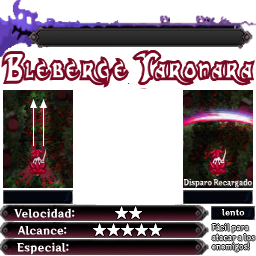 Bleberge Taronara
Disparo Recargado
Velocidad: ★★
lento
Alcance: ★★★★★
Fácil para
atacar a los
enemigos!
Especial: